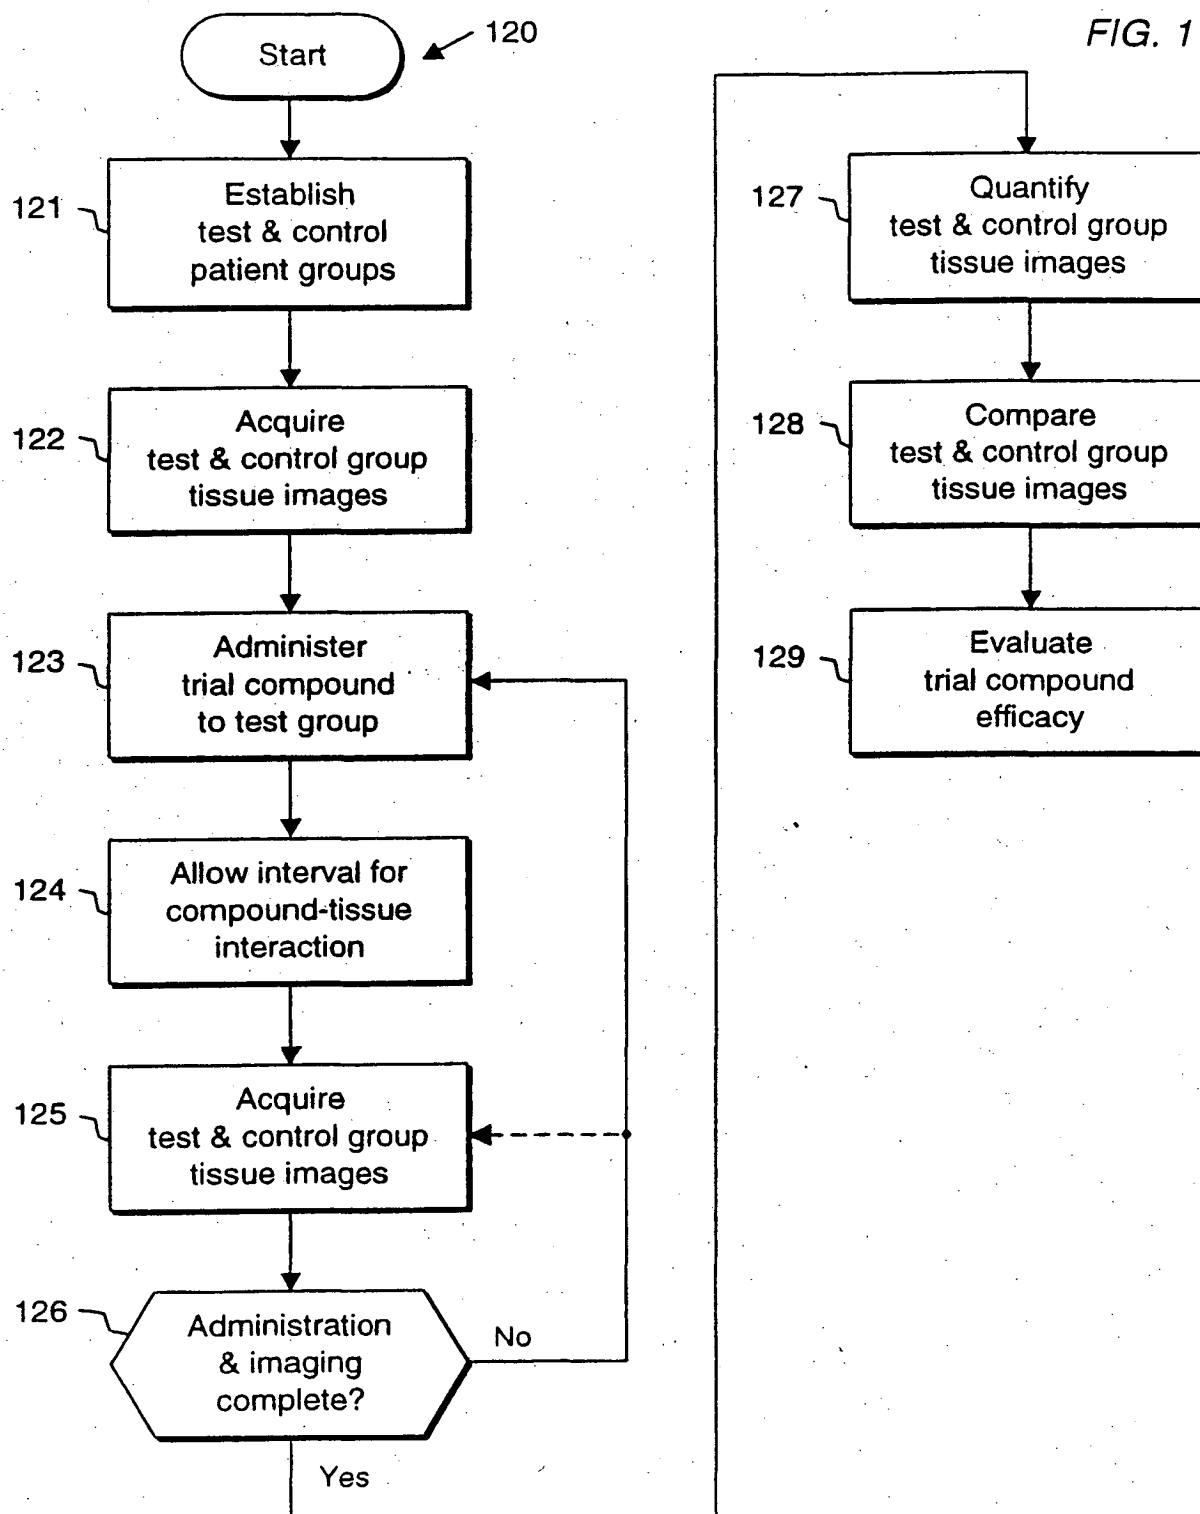 FIG. 1
Start
120
121
Establish
test & control
patient groups
122
Acquire
test & control group
tissue images
123
Administer
trial compound
to test group
124
Allow interval for
compound-tissue
interaction
125
Acquire
test & control group
tissue images
126
Administration
& imaging
complete?
No
Yes
127
Quantify
test & control group
tissue images
128
Compare
test & control group
tissue images
129
Evaluate
trial compound
efficacy